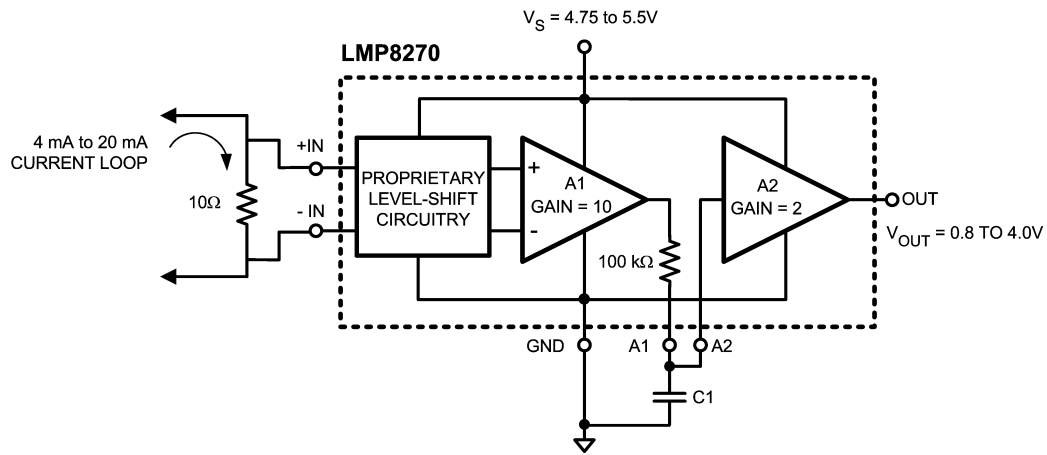 V_S = 4.75 to 5.5V
LMP8270
4 mA to 20 mA
CURRENT LOOP
+IN
10Ω
- IN
PROPRIETARY
LEVEL-SHIFT
CIRCUITRY
+
-
A1
GAIN = 10
100 kΩ
A2
GAIN = 2
OUT
V_OUT = 0.8 TO 4.0V
GND
A1
A2
C1